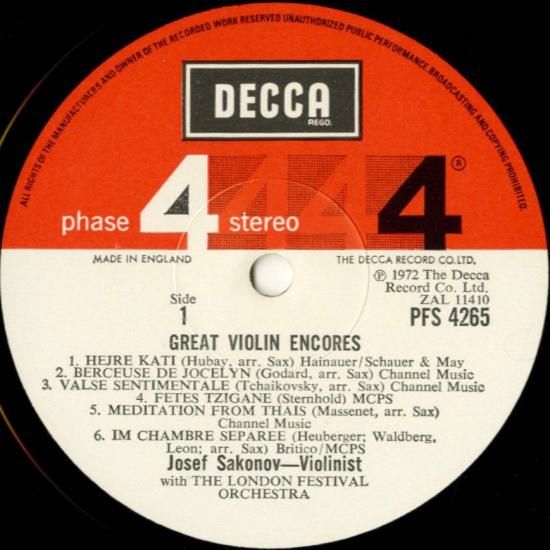 ALL RIGHTS OF THE MANUFACTURERS AND OWNER OF THE RECORDED WORK RESERVED UNAUTHORIZED PUBLIC PERFORMANCE, BROADCASTING AND COPYING PROHIBITED.
DECCA
REGD.
phase 4 stereo 4 4 4 ®
MADE IN ENGLAND
THE DECCA RECORD CO. LTD.
Side
1
℗ 1972 The Decca
Record Co. Ltd.
ZAL 11410
PFS 4265
GREAT VIOLIN ENCORES
1. HEJRE KATI (Hubay, arr. Sax) Hainauer/Schauer & May
2. BERCEUSE DE JOCELYN (Godard, arr. Sax) Channel Music
3. VALSE SENTIMENTALE (Tchaikovsky, arr. Sax) Channel Music
4. FETES TZIGANE (Sternhold) MCPS
5. MEDITATION FROM THAIS (Massenet, arr. Sax)
Channel Music
6. IM CHAMBRE SEPAREE (Heuberger; Waldberg,
Leon; arr. Sax) Britico/MCPS
Josef Sakonov—Violinist
with THE LONDON FESTIVAL
ORCHESTRA